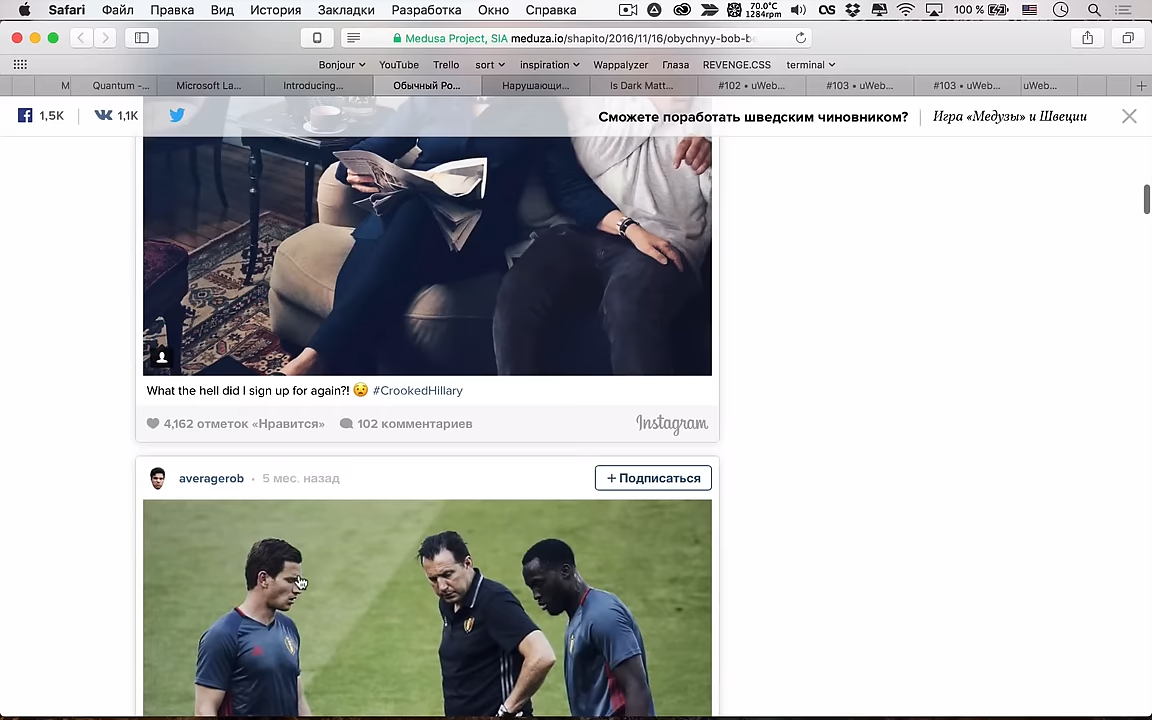 Safari Файл Правка Вид История Закладки Разработка Окно Справка 70.0°C 1284rpm 100 %
Medusa Project, SIA meduza.io/shapito/2016/11/16/obychnyy-bob-b
Bonjour YouTube Trello sort inspiration Wappalyzer Глаза REVENGE.CSS terminal
M Quantum –... Microsoft La... Introducing... Обычный Ро... Нарушающи... Is Dark Matt... #102 • uWeb... #103 • uWeb... #103 • uWeb... uWeb...
1,5K 1,1K Сможете поработать шведским чиновником? Игра «Медузы» и Швеции
What the hell did I sign up for again?! 😧 #CrookedHillary
4,162 отметок «Нравится» 102 комментариев Instagram
averagerob • 5 мес. назад + Подписаться